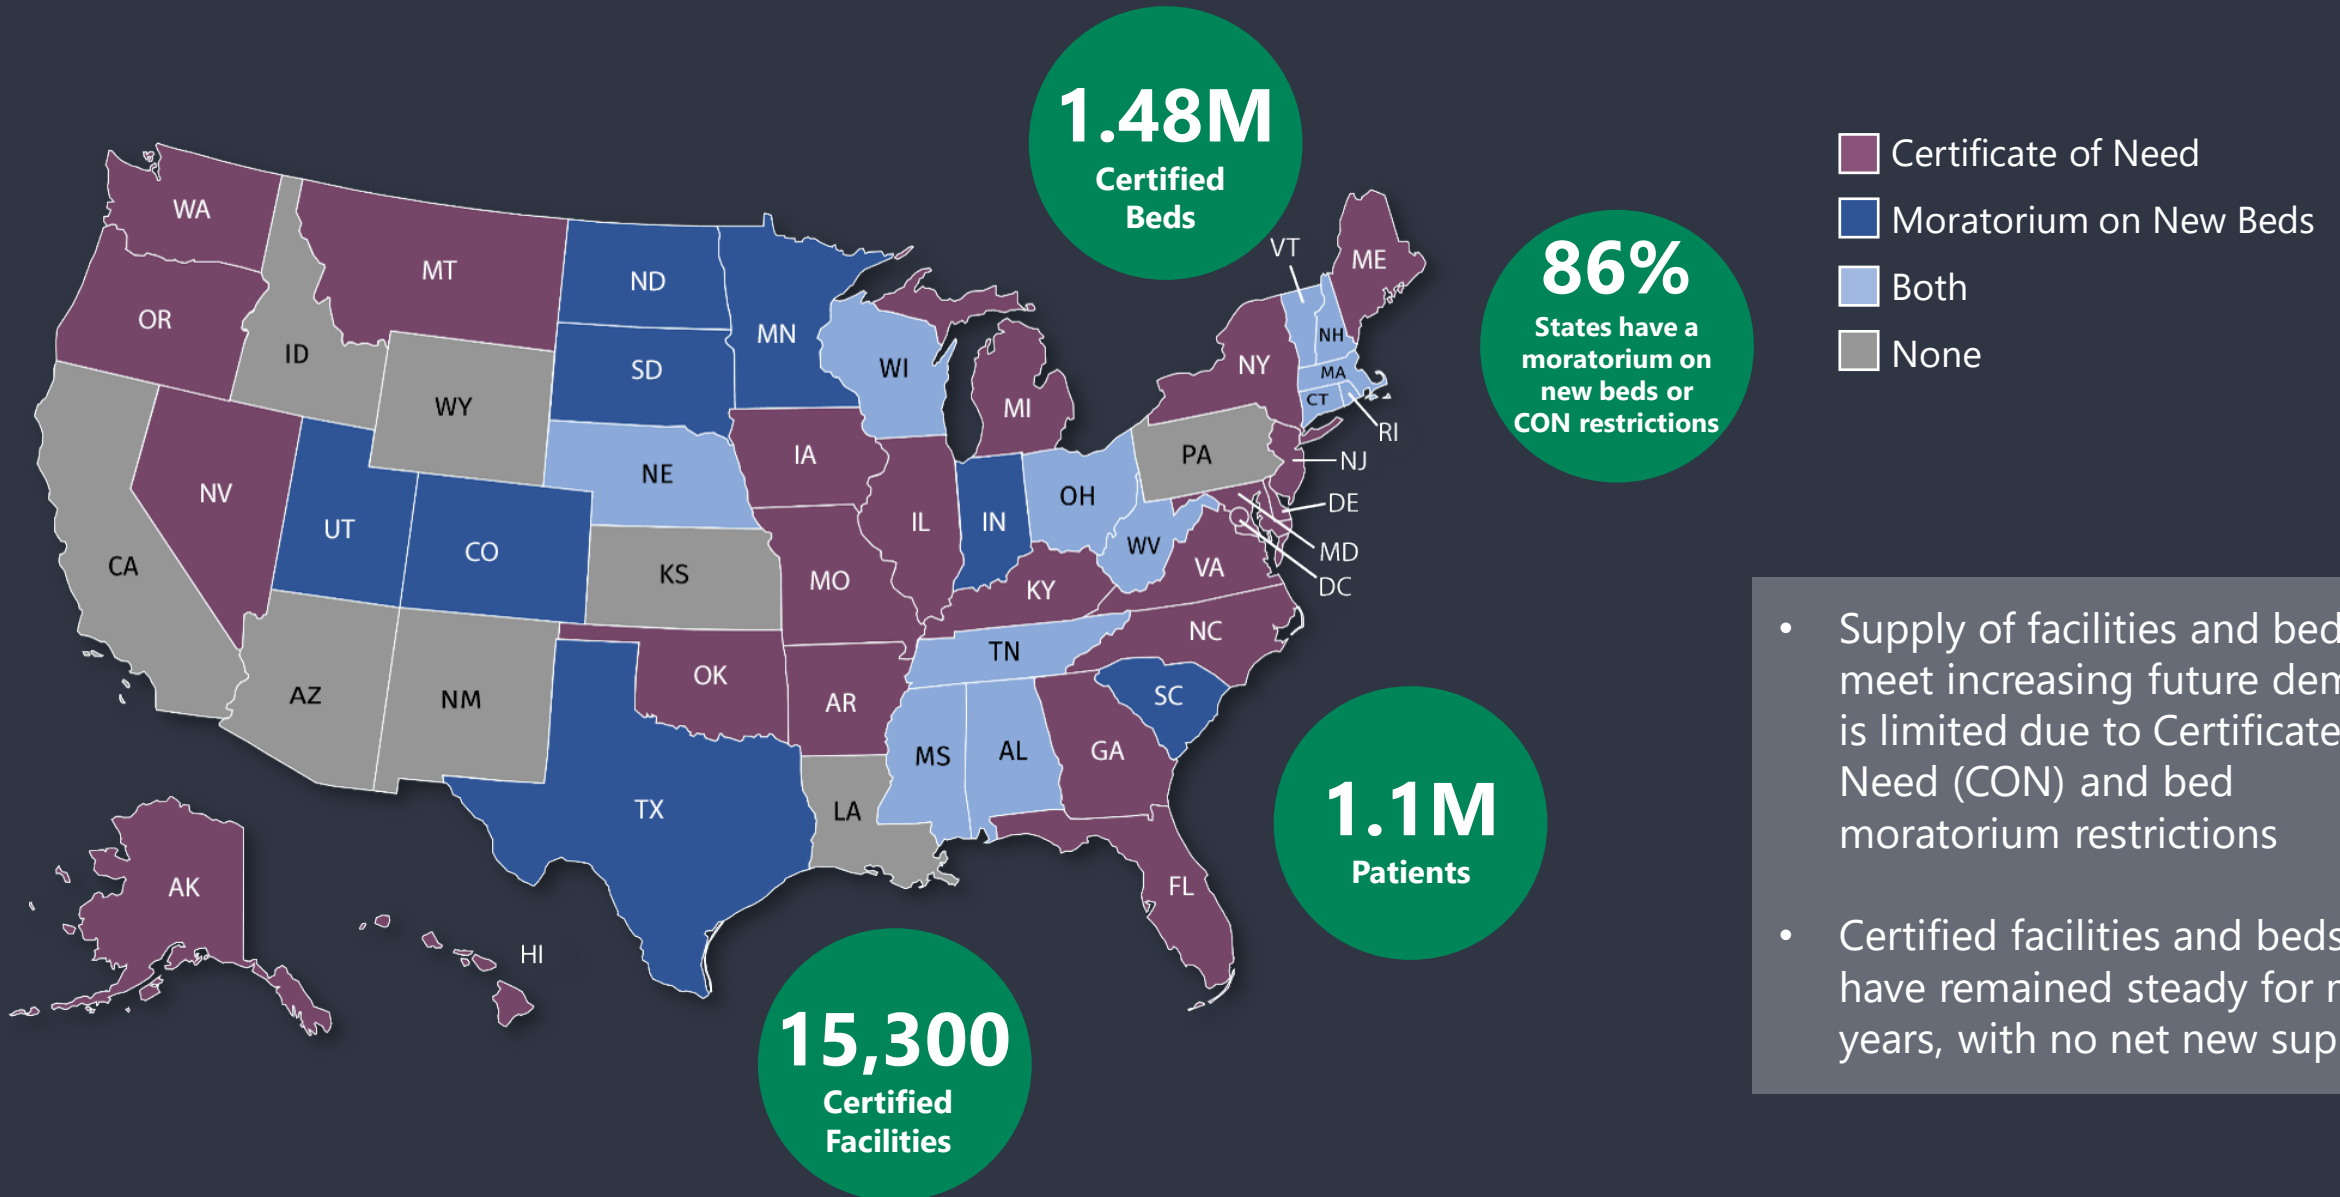 1.48M
Certified
Beds
86%
States have a
moratorium on
new beds or
CON restrictions
Certificate of Need
Moratorium on New Beds
Both
None
WA
MT
ND
MN
OR
ID
WY
SD
WI
MI
NY
VT
ME
NH
MA
CT
RI
NJ
DE
MD
DC
PA
NV
UT
CO
NE
IA
IL
IN
OH
WV
VA
CA
KS
MO
KY
NC
TN
AZ
NM
OK
AR
SC
MS
AL
GA
TX
LA
FL
AK
HI
1.1M
Patients
15,300
Certified
Facilities
• Supply of facilities and bed
meet increasing future dem
is limited due to Certificate
Need (CON) and bed
moratorium restrictions
• Certified facilities and beds
have remained steady for
years, with no net new sup